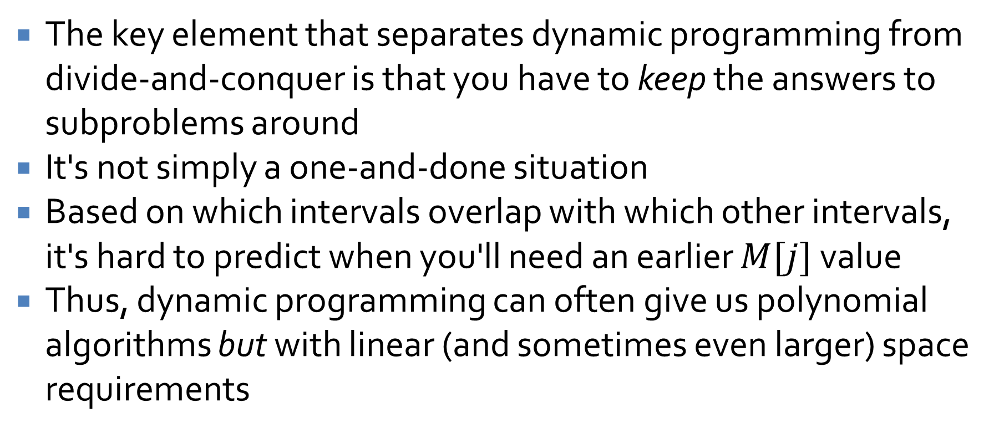 ▪ The key element that separates dynamic programming from
divide-and-conquer is that you have to keep the answers to
subproblems around
▪ It's not simply a one-and-done situation
▪ Based on which intervals overlap with which other intervals,
it's hard to predict when you'll need an earlier M[j] value
▪ Thus, dynamic programming can often give us polynomial
algorithms but with linear (and sometimes even larger) space
requirements